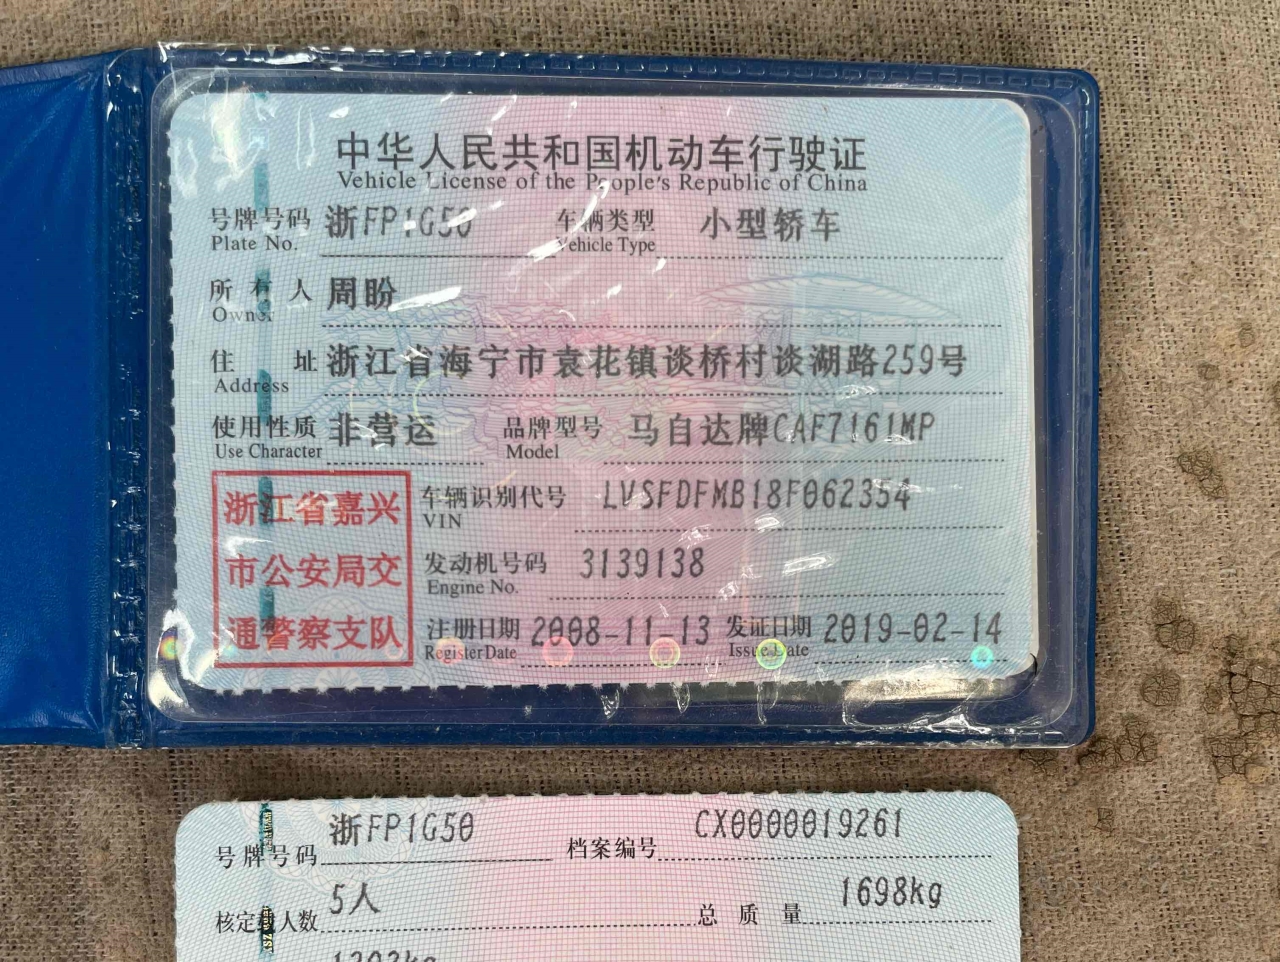 中华人民共和国机动车行驶证
Vehicle License of the People's Republic of China
号牌号码 浙FP1G50 车辆类型 小型轿车
Plate No. Vehicle Type
所有人 周盼
Owner
住址 浙江省海宁市袁花镇谈桥村谈湖路259号
Address
使用性质 非营运 品牌型号 马自达牌CAF7161MP
Use Character Model
浙江省嘉兴
市公安局交
通警察支队
车辆识别代号 LVSFDFMB18F062354
VIN
发动机号码 3139138
Engine No.
注册日期 2008-11-13 发证日期 2019-02-14
Register Date Issue Date
号牌号码 浙FP1G50 档案编号 CX0000019261
核定载人数 5人 总质量 1698kg